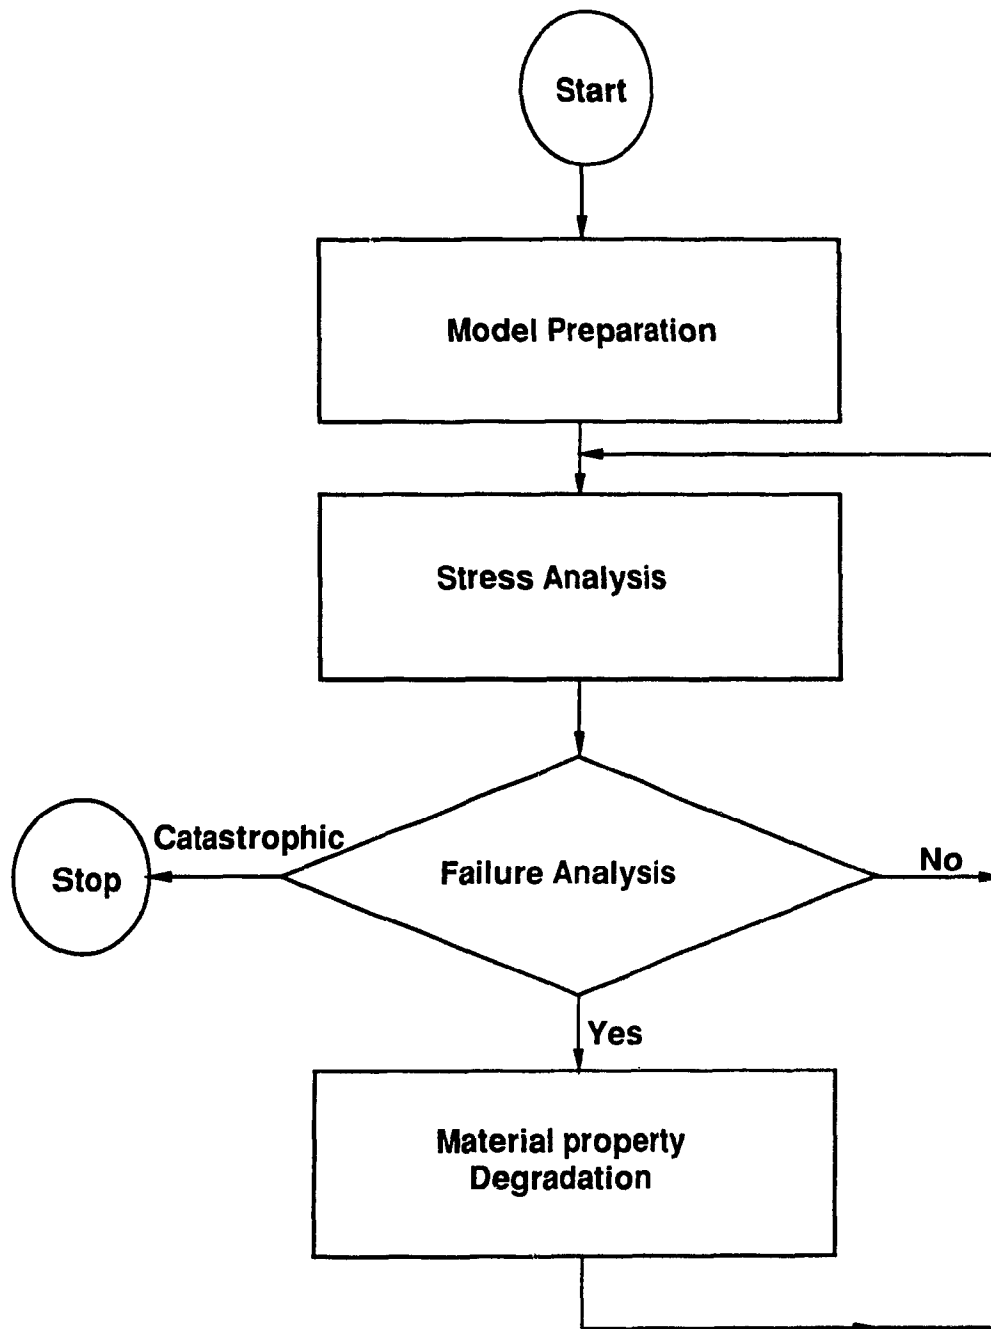 Start
Model Preparation
Stress Analysis
Catastrophic
Stop
Failure Analysis
No
Yes
Material property
Degradation